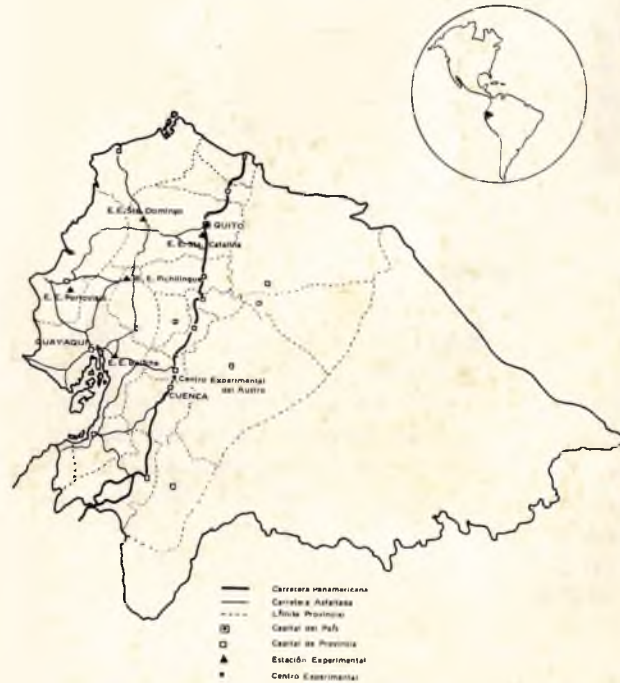 E. E. Sto. Domingo
QUITO
E. E. Sta. Catalina
E. E. Pichilingue
E. E. Portoviejo
GUAYAQUIL
E. E. Boliche
Centro Experimental
del Austro
CUENCA
Carretera Panamericana
Carretera Asfaltada
Límite Provincial
Capital del País
Capital de Provincia
Estación Experimental
Centro Experimental